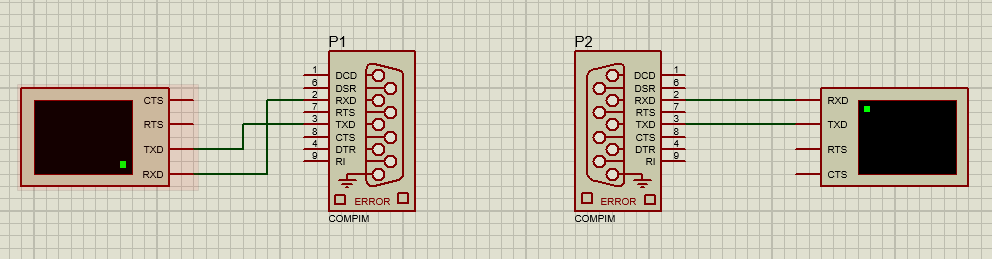 P1
1 DCD
6 DSR
2 RXD
7 RTS
3 TXD
8 CTS
4 DTR
9 RI
ERROR
COMPIM
CTS
RTS
TXD
RXD
P2
DCD 1
DSR 6
RXD 2
RTS 7
TXD 3
CTS 8
DTR 4
RI 9
ERROR
COMPIM
RXD
TXD
RTS
CTS